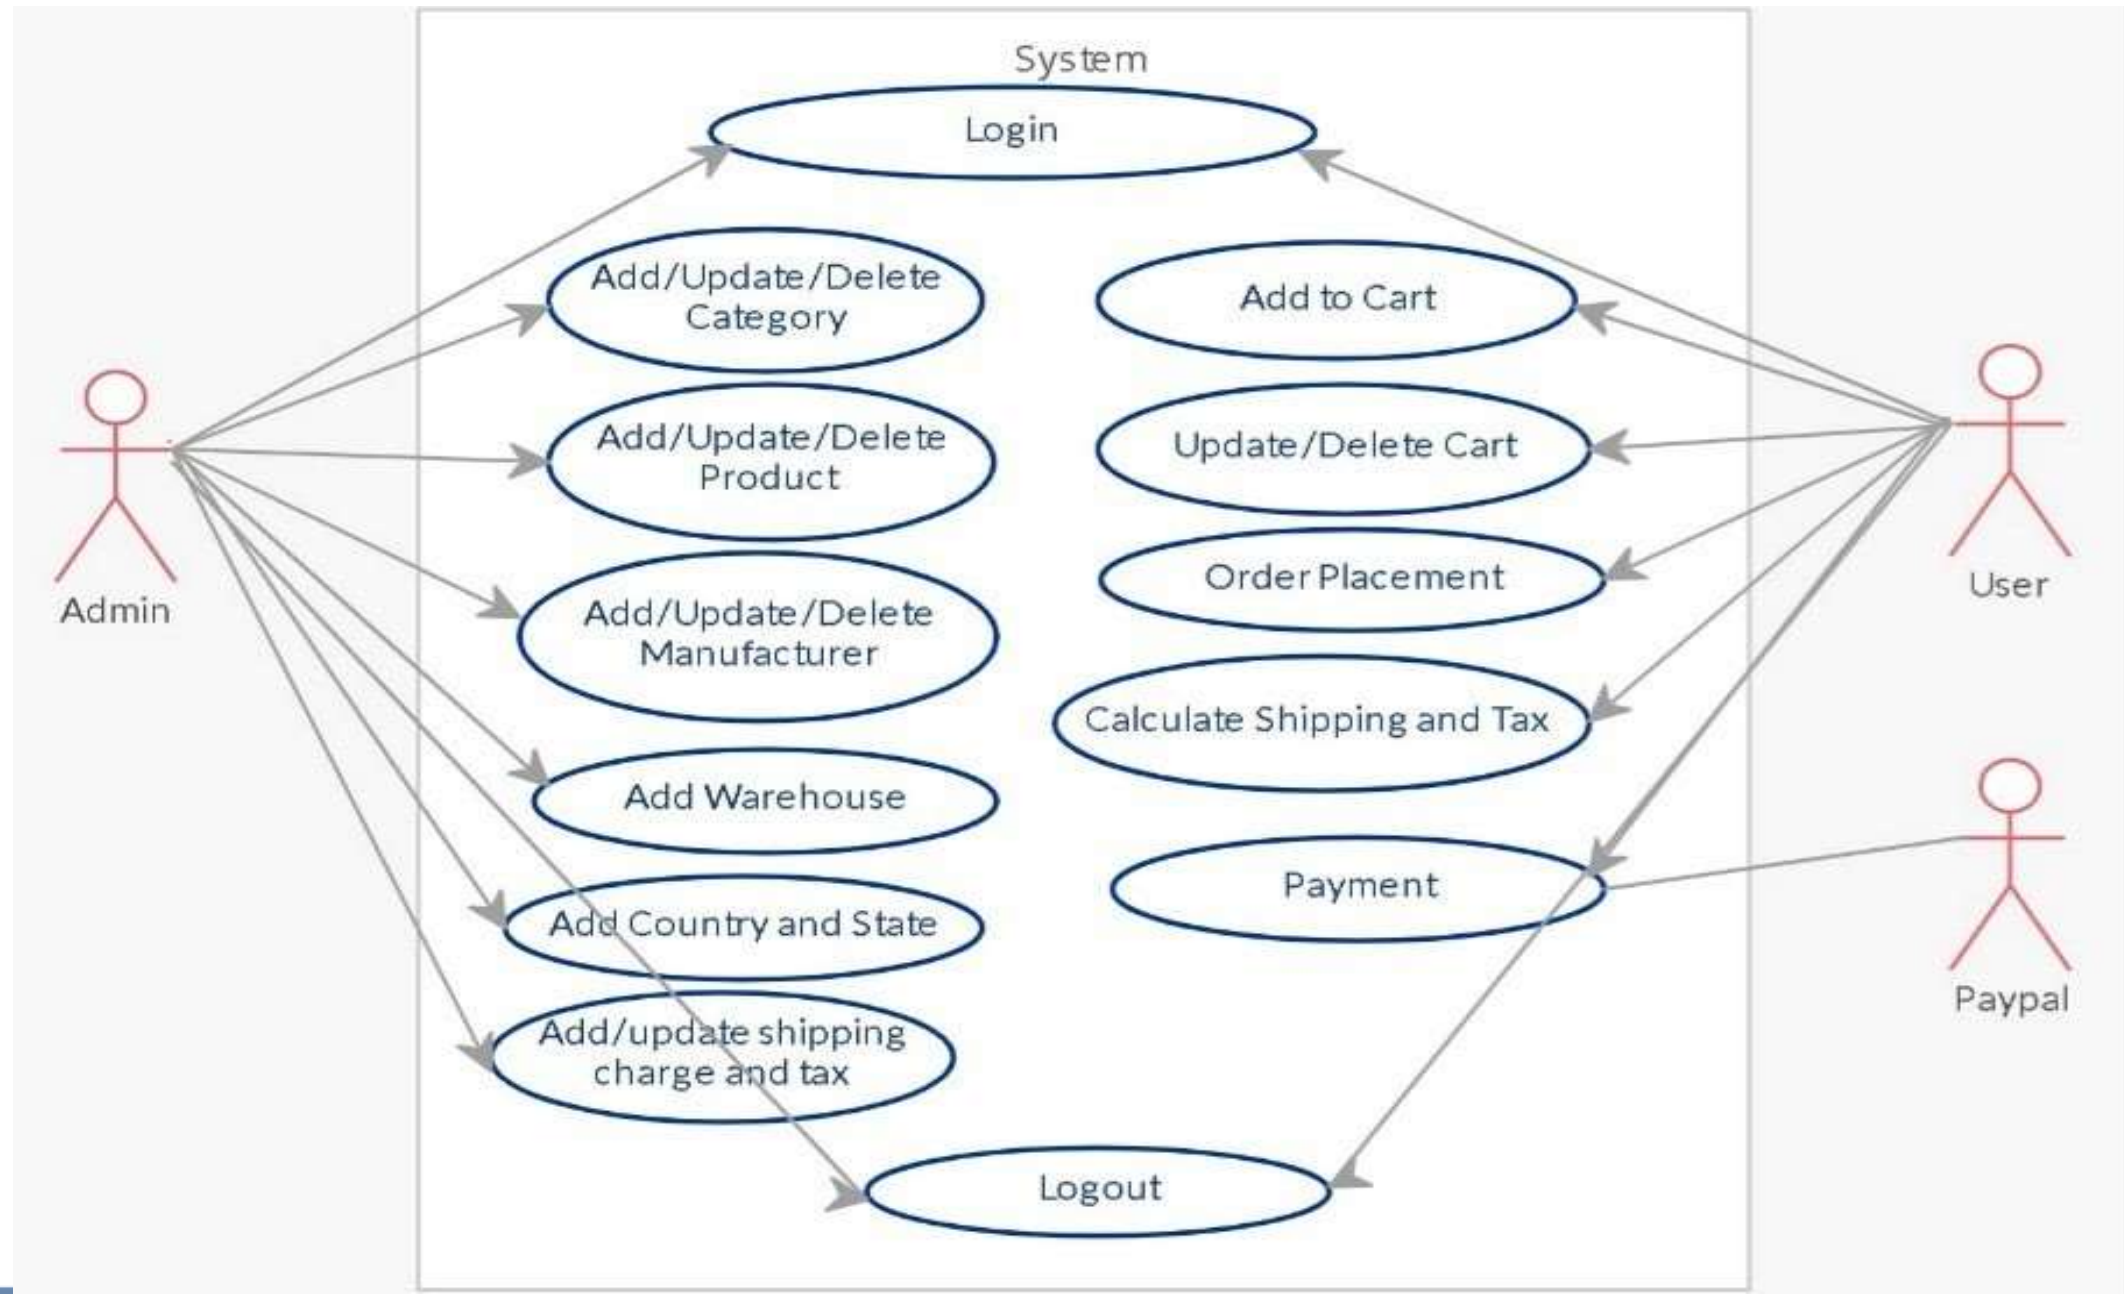 System
Login
Add/Update/Delete
Category
Add to Cart
Add/Update/Delete
Product
Update/Delete Cart
Admin
Add/Update/Delete
Manufacturer
Order Placement
User
Calculate Shipping and Tax
Add Warehouse
Payment
Add Country and State
Paypal
Add/update shipping
charge and tax
Logout